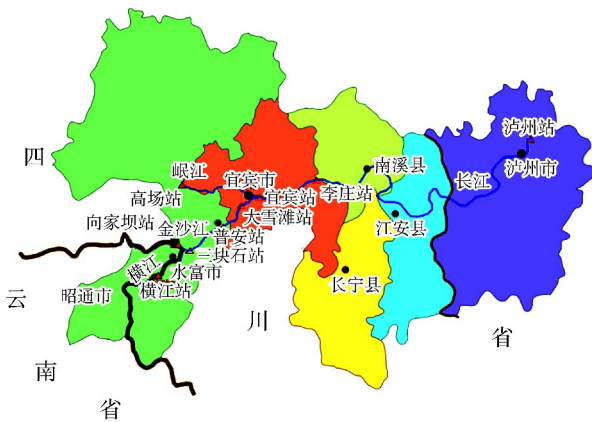 四
岷江
高场站
宜宾市
宜宾站
大雪滩站
李庄站
南溪县
长江
泸州站
泸州市
江安县
向家坝站
金沙江
普安站
三块石站
横江
水富市
横江站
昭通市
长宁县
云
南
省
川
省